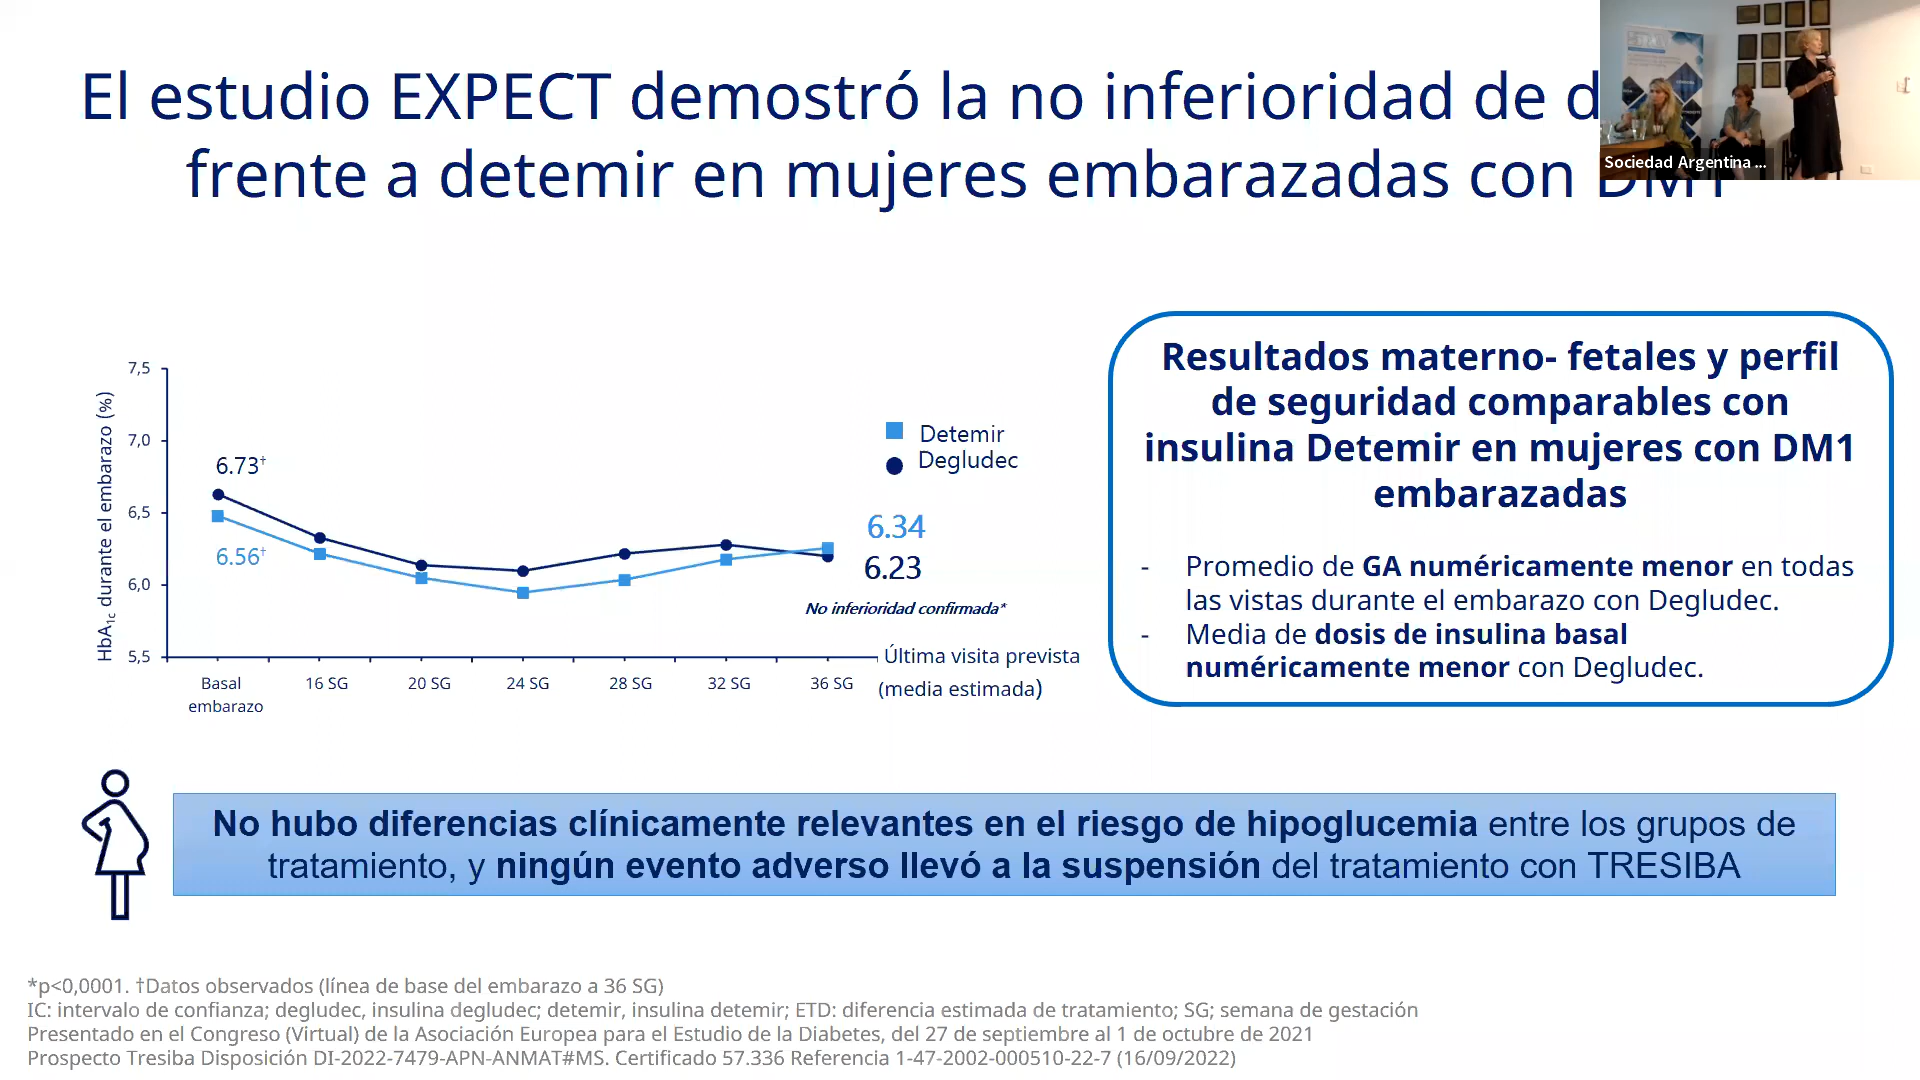 El estudio EXPECT demostró la no inferioridad de d
frente a detemir en mujeres embarazadas con DM1
Sociedad Argentina ...
7,5
7,0
6,5
6,0
5,5
HbA1c durante el embarazo (%)
6.73†
6.56†
Detemir
Degludec
6.34
6.23
No inferioridad confirmada*
Última visita prevista
(media estimada)
Basal
embarazo
16 SG
20 SG
24 SG
28 SG
32 SG
36 SG
Resultados materno- fetales y perfil
de seguridad comparables con
insulina Detemir en mujeres con DM1
embarazadas
- Promedio de GA numéricamente menor en todas
las vistas durante el embarazo con Degludec.
- Media de dosis de insulina basal
numéricamente menor con Degludec.
No hubo diferencias clínicamente relevantes en el riesgo de hipoglucemia entre los grupos de
tratamiento, y ningún evento adverso llevó a la suspensión del tratamiento con TRESIBA
*p<0,0001. †Datos observados (línea de base del embarazo a 36 SG)
IC: intervalo de confianza; degludec, insulina degludec; detemir, insulina detemir; ETD: diferencia estimada de tratamiento; SG; semana de gestación
Presentado en el Congreso (Virtual) de la Asociación Europea para el Estudio de la Diabetes, del 27 de septiembre al 1 de octubre de 2021
Prospecto Tresiba Disposición DI-2022-7479-APN-ANMAT#MS. Certificado 57.336 Referencia 1-47-2002-000510-22-7 (16/09/2022)